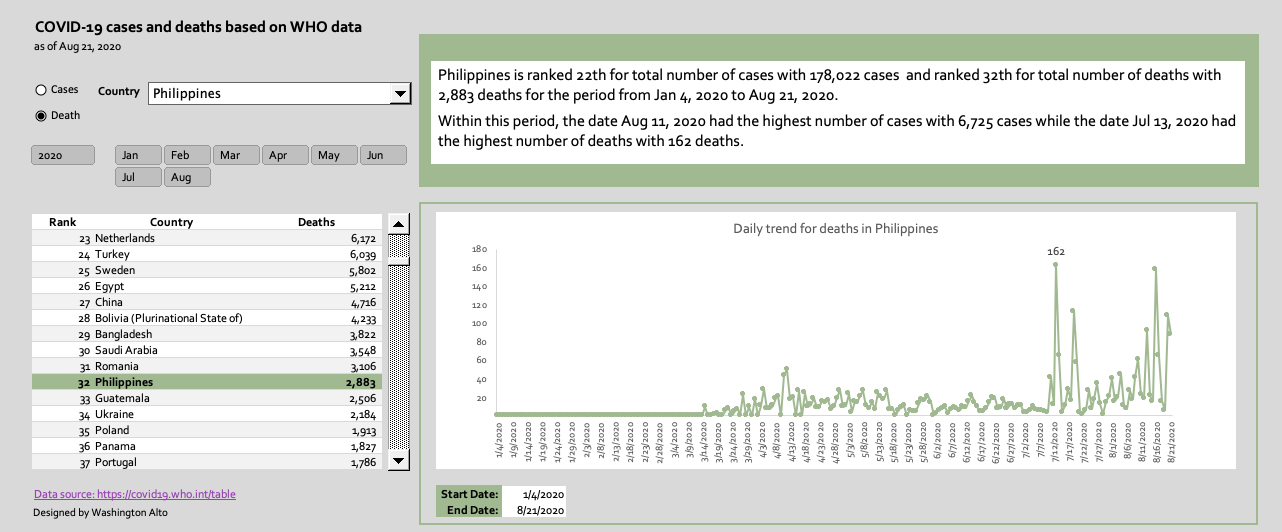 COVID-19 cases and deaths based on WHO data
as of Aug 21, 2020
Cases
Death
Country
Philippines
2020
Jan Feb Mar Apr May Jun
Jul Aug
Rank Country Deaths
23 Netherlands 6,172
24 Turkey 6,039
25 Sweden 5,802
26 Egypt 5,212
27 China 4,716
28 Bolivia (Plurinational State of) 4,233
29 Bangladesh 3,822
30 Saudi Arabia 3,548
31 Romania 3,106
32 Philippines 2,883
33 Guatemala 2,506
34 Ukraine 2,184
35 Poland 1,913
36 Panama 1,827
37 Portugal 1,786
Data source: https://covid19.who.int/table
Designed by Washington Alto
Philippines is ranked 22th for total number of cases with 178,022 cases and ranked 32th for total number of deaths with
2,883 deaths for the period from Jan 4, 2020 to Aug 21, 2020.
Within this period, the date Aug 11, 2020 had the highest number of cases with 6,725 cases while the date Jul 13, 2020 had
the highest number of deaths with 162 deaths.
Daily trend for deaths in Philippines
180
160
140
120
100
80
60
40
20
162
1/4/2020
1/9/2020
1/14/2020
1/19/2020
1/24/2020
1/29/2020
2/3/2020
2/8/2020
2/13/2020
2/18/2020
2/23/2020
2/28/2020
3/4/2020
3/9/2020
3/14/2020
3/19/2020
3/24/2020
3/29/2020
4/3/2020
4/8/2020
4/13/2020
4/18/2020
4/23/2020
4/28/2020
5/3/2020
5/8/2020
5/13/2020
5/18/2020
5/23/2020
5/28/2020
6/2/2020
6/7/2020
6/12/2020
6/17/2020
6/22/2020
6/27/2020
7/2/2020
7/7/2020
7/12/2020
7/17/2020
7/22/2020
7/27/2020
8/1/2020
8/6/2020
8/11/2020
8/16/2020
8/21/2020
Start Date: 1/4/2020
End Date: 8/21/2020